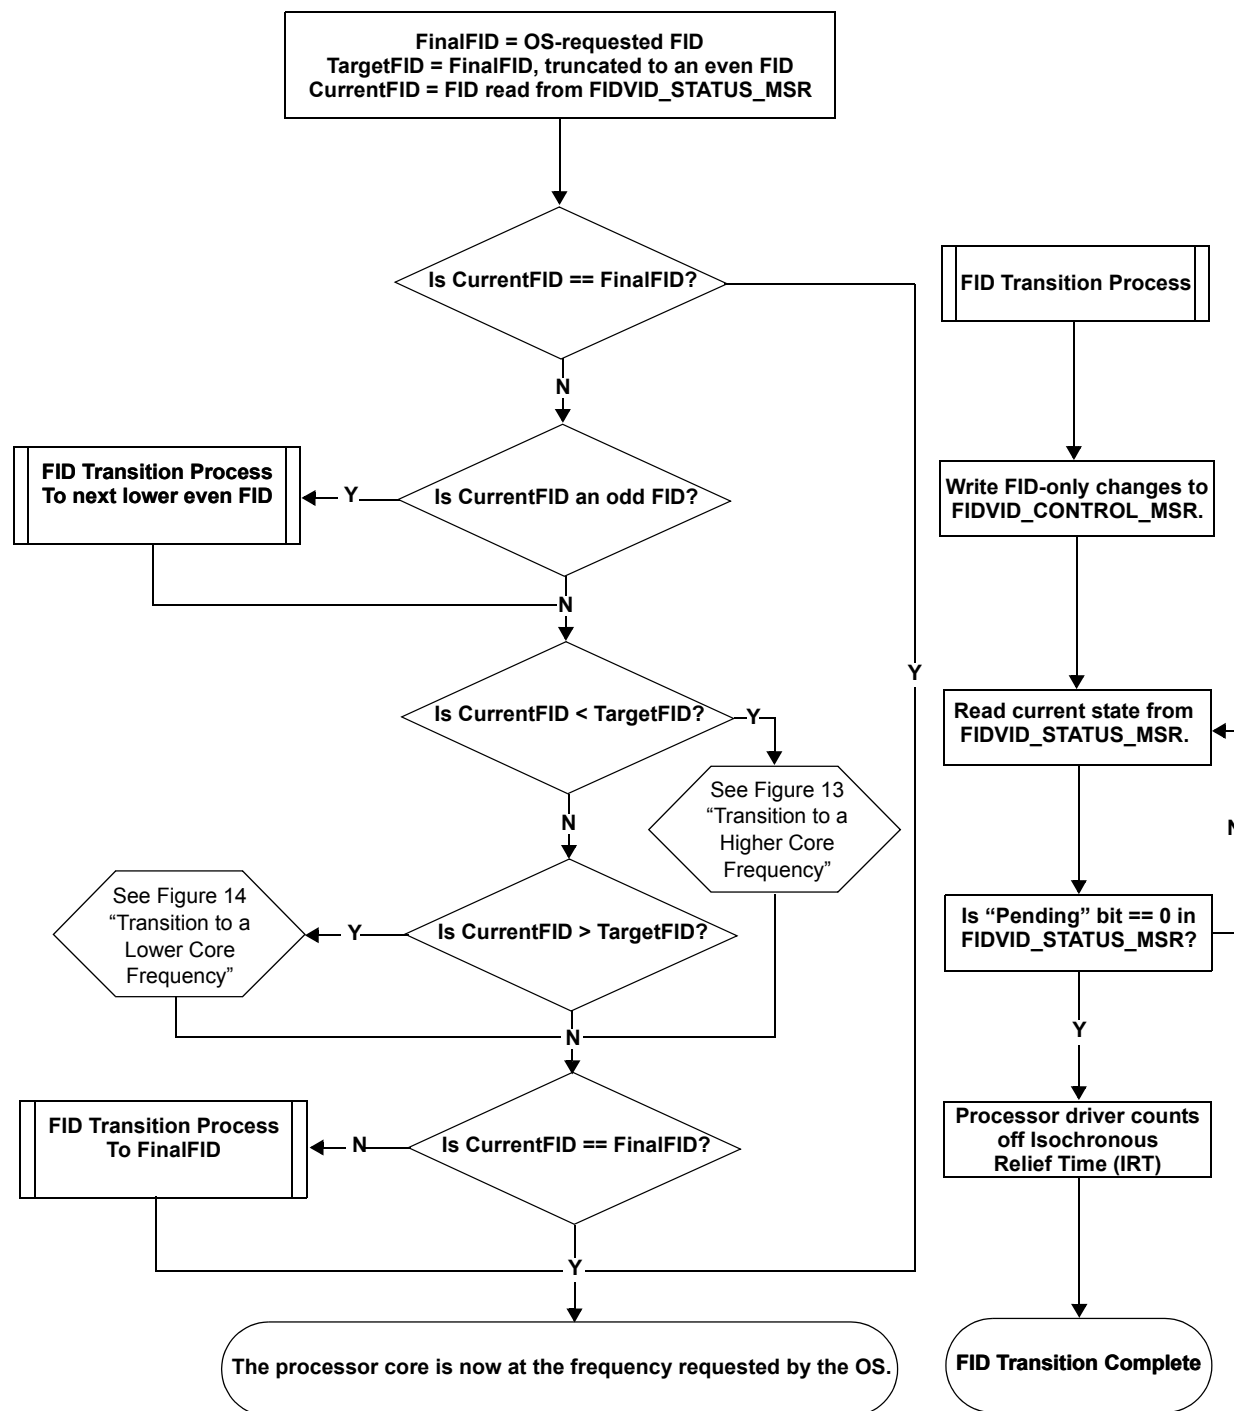 FinalFID = OS-requested FID
TargetFID = FinalFID, truncated to an even FID
CurrentFID = FID read from FIDVID_STATUS_MSR
Is CurrentFID == FinalFID?
N
FID Transition Process
To next lower even FID
Y
Is CurrentFID an odd FID?
N
Is CurrentFID < TargetFID?
Y
See Figure 13
“Transition to a
Higher Core
Frequency”
N
See Figure 14
“Transition to a
Lower Core
Frequency”
Y
Is CurrentFID > TargetFID?
N
FID Transition Process
To FinalFID
N
Is CurrentFID == FinalFID?
Y
Y
The processor core is now at the frequency requested by the OS.
FID Transition Process
Write FID-only changes to
FIDVID_CONTROL_MSR.
Read current state from
FIDVID_STATUS_MSR.
N
Is “Pending” bit == 0 in
FIDVID_STATUS_MSR?
Y
Processor driver counts
off Isochronous
Relief Time (IRT)
FID Transition Complete